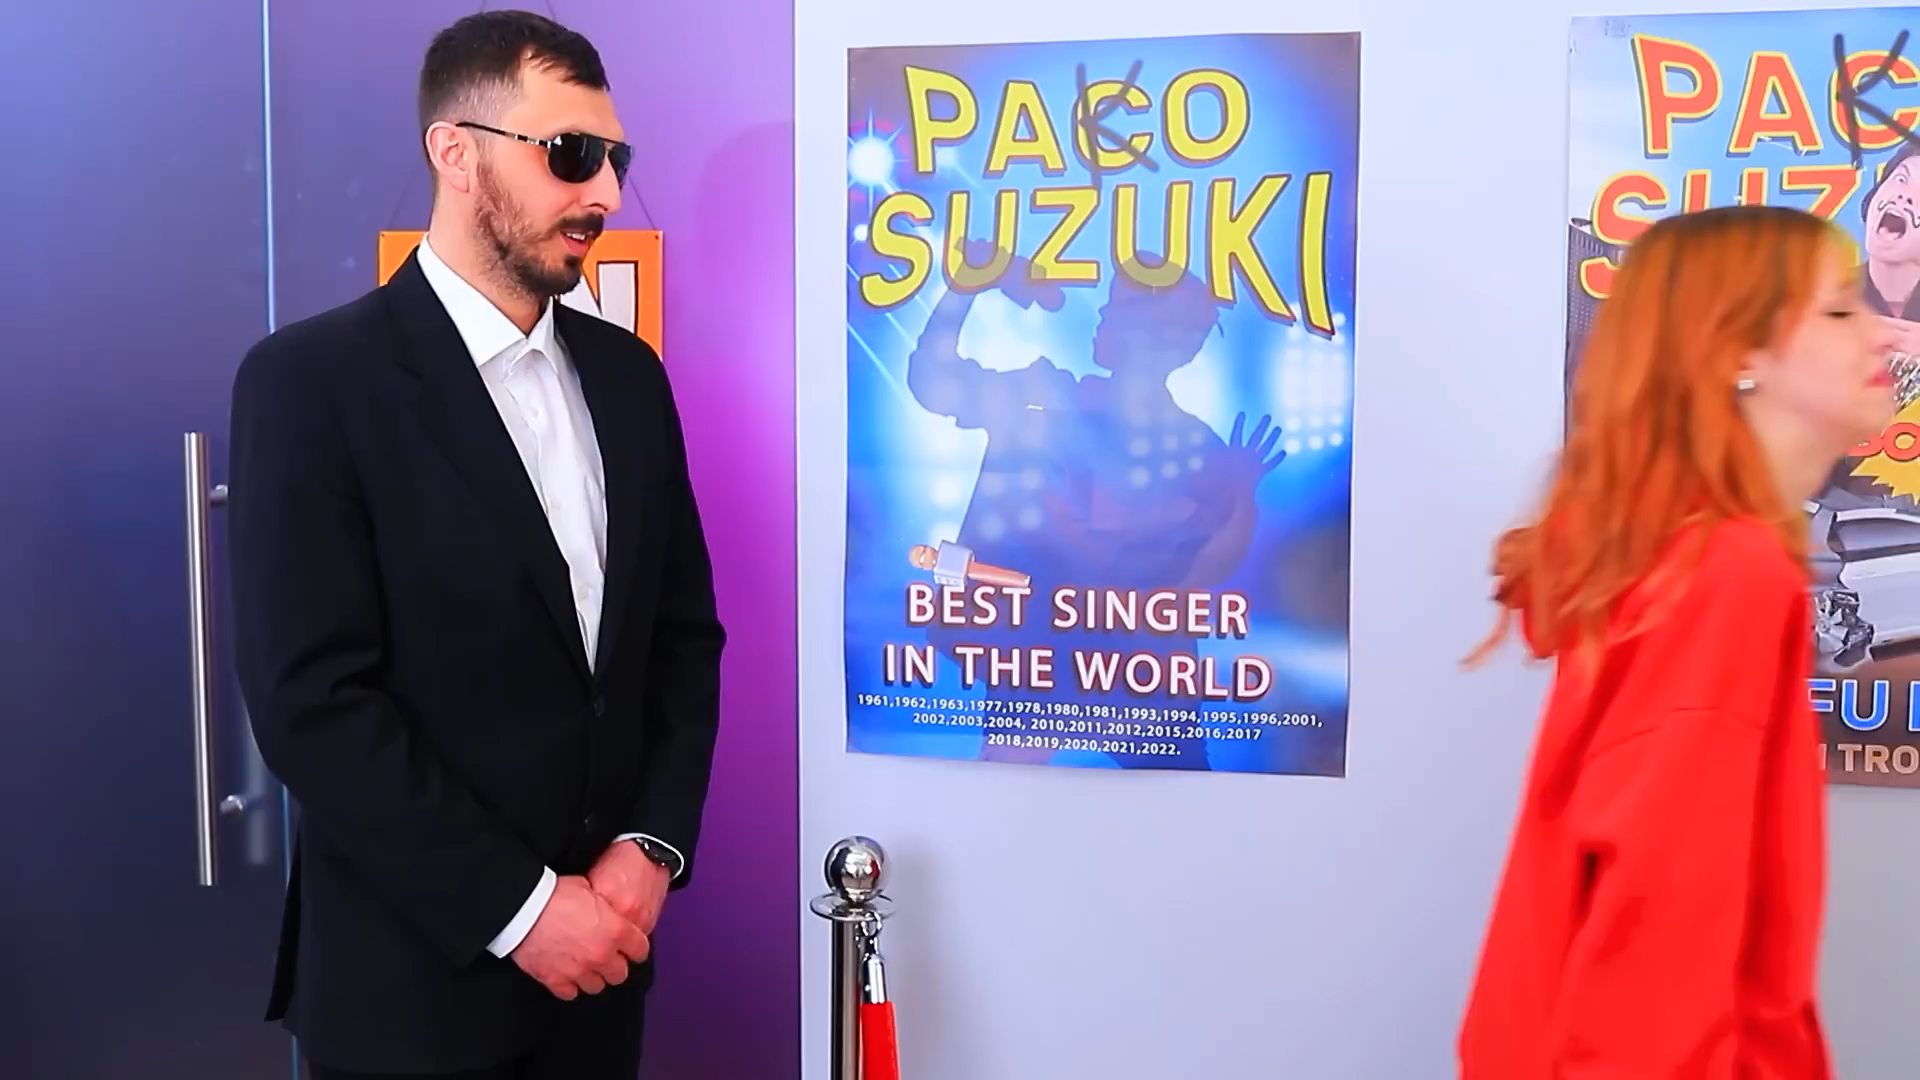 PACO
SUZUKI
BEST SINGER
IN THE WORLD
1961,1962,1963,1977,1978,1980,1981,1993,1994,1995,1996,2001,
2002,2003,2004, 2010,2011,2012,2015,2016,2017
2018,2019,2020,2021,2022.
K
PAC
SUZ
K
FU
TRO
N